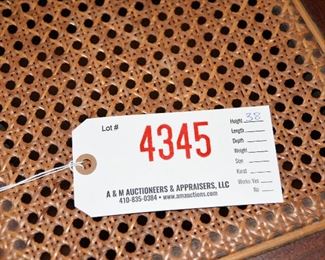 Lot #
4345
Height 38
Length
Depth
Weight
Size
Karat
Works: Yes
No
A & M AUCTIONEERS & APPRAISERS, LLC
410-835-0384 • www.amauctions.com